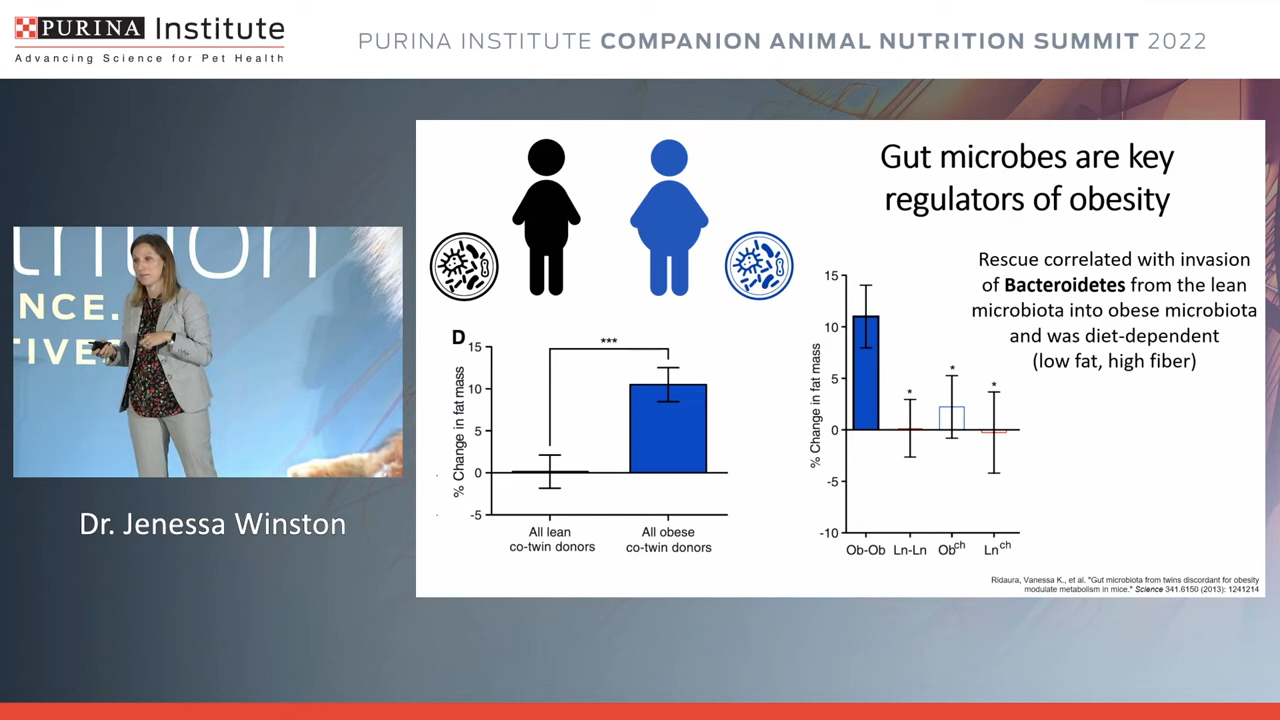 PURINA Institute
Advancing Science for Pet Health
PURINA INSTITUTE COMPANION ANIMAL NUTRITION SUMMIT 2022
trition
NCE.
TIVE
Dr. Jenessa Winston
Gut microbes are key
regulators of obesity
Rescue correlated with invasion
of Bacteroidetes from the lean
microbiota into obese microbiota
and was diet-dependent
(low fat, high fiber)
D
% Change in fat mass
15
10
5
0
-5
***
All lean
co-twin donors
All obese
co-twin donors
% Change in fat mass
15
10
5
0
-5
-10
*
*
*
Ob-Ob
Ln-Ln
Obch
Lnch
Ridaura, Vanessa K., et al. "Gut microbiota from twins discordant for obesity
modulate metabolism in mice." Science 341.6150 (2013): 1241214